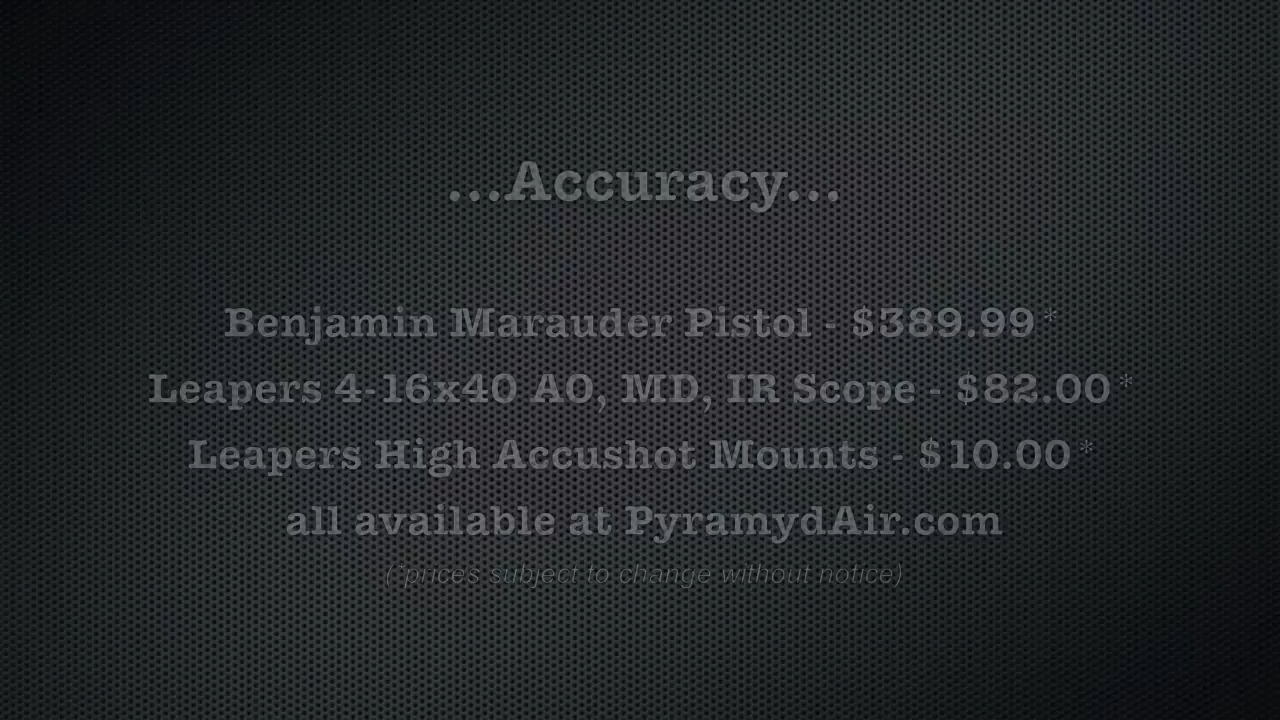 ...Accuracy...
Benjamin Marauder Pistol - $389.99*
Leapers 4-16x40 AO, MD, IR Scope - $82.00*
Leapers High Accushot Mounts - $10.00*
all available at PyramydAir.com
(*prices subject to change without notice)